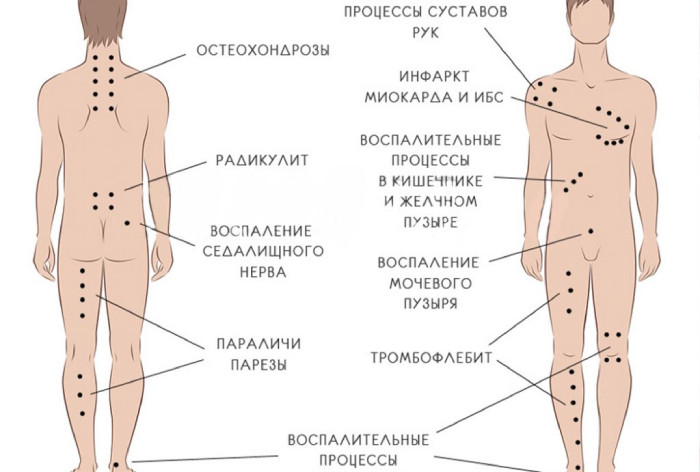 ПРОЦЕССЫ СУСТАВОВ
РУК
ОСТЕОХОНДРОЗЫ
ИНФАРКТ
МИОКАРДА И ИБС
ВОСПАЛИТЕЛЬНЫЕ
ПРОЦЕССЫ
В КИШЕЧНИКЕ
И ЖЕЛЧНОМ
ПУЗЫРЕ
РАДИКУЛИТ
ВОСПАЛЕНИЕ
СЕДАЛИЩНОГО
НЕРВА
ВОСПАЛЕНИЕ
МОЧЕВОГО
ПУЗЫРЯ
ПАРАЛИЧИ
ПАРЕЗЫ
ТРОМБОФЛЕБИТ
ВОСПАЛИТЕЛЬНЫЕ
ПРОЦЕССЫ